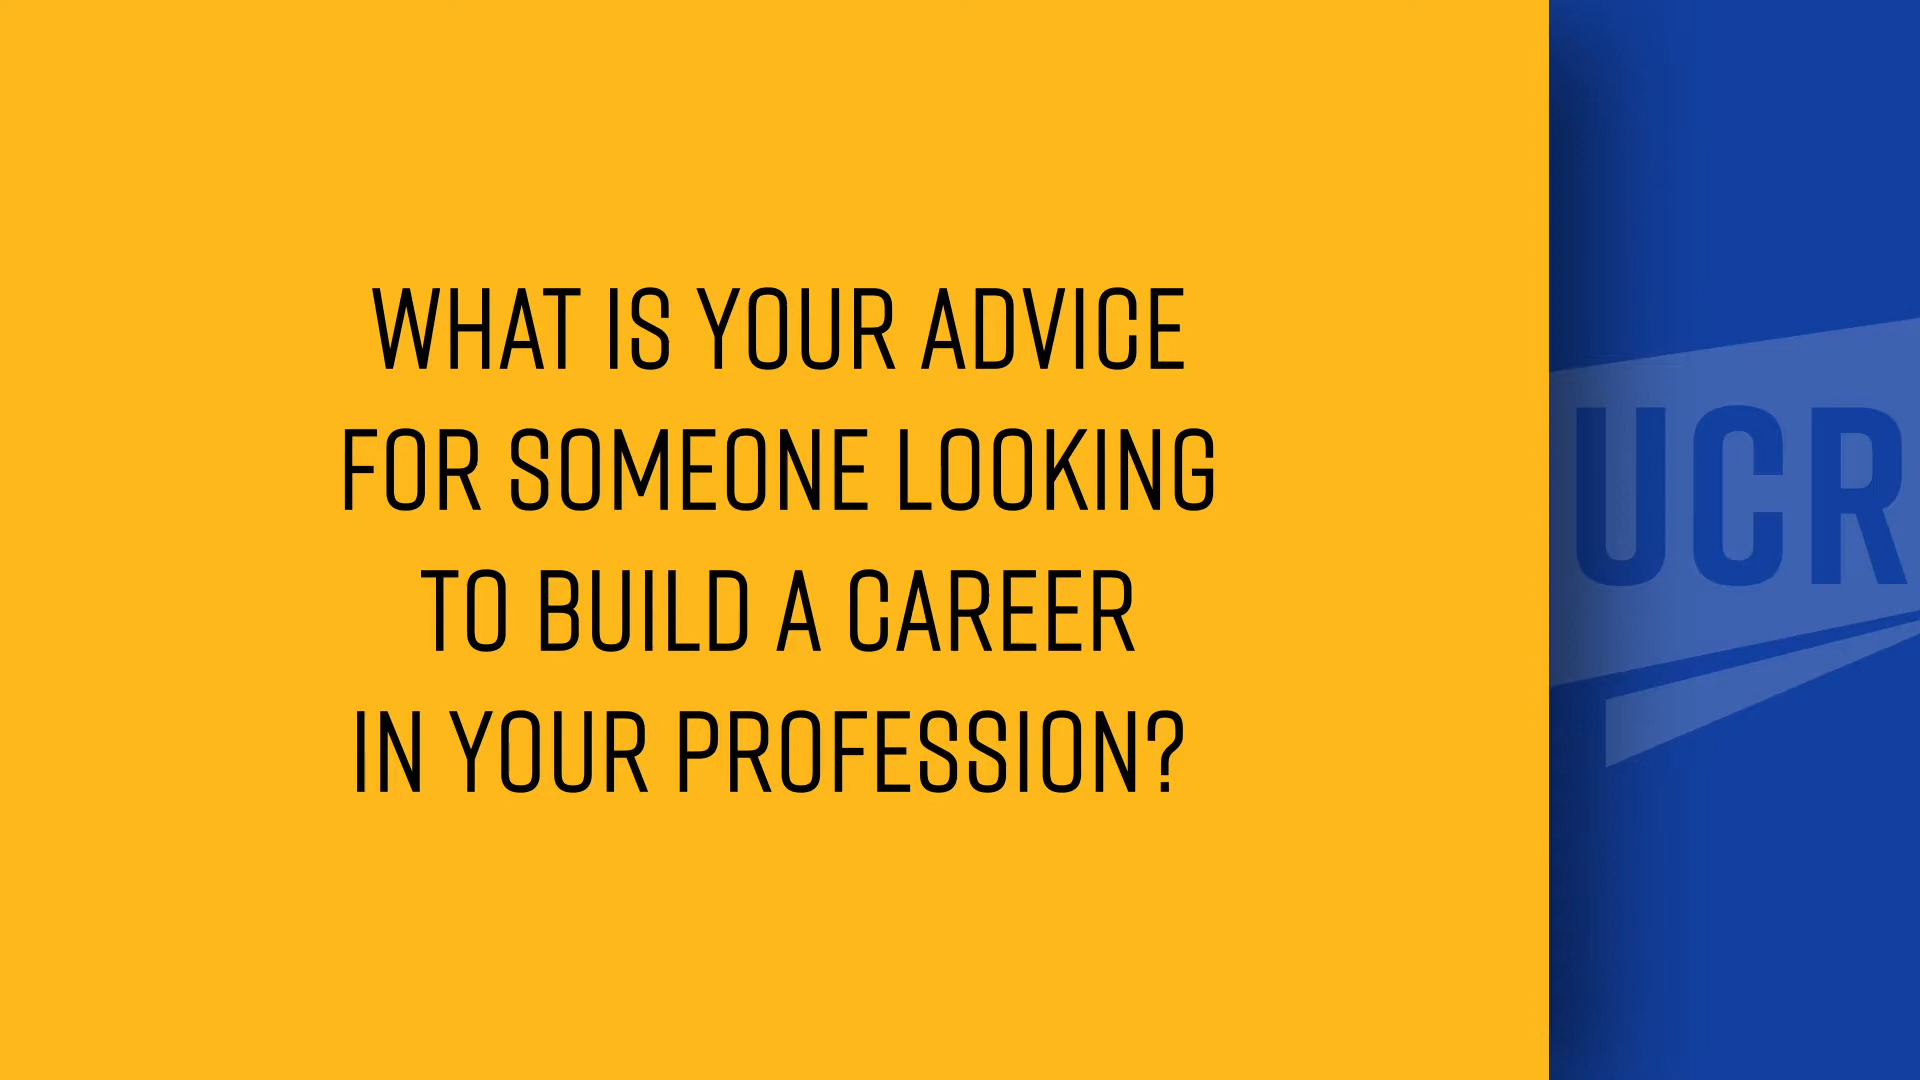 WHAT IS YOUR ADVICE
FOR SOMEONE LOOKING
TO BUILD A CAREER
IN YOUR PROFESSION?
UCR